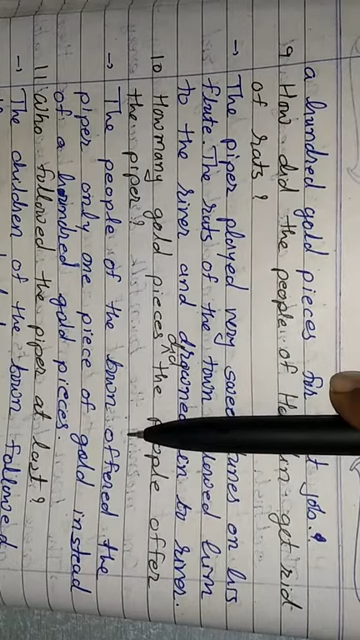 a hundred gold pieces for t job.
9 How did the people of Ha lin get rid
of rats?
→ The piper played very sweet tunes on his
flute. The rats of the town lowed him
to the river and drowned in to river.
10 How many gold pieces did the people offer
the piper?
→ The people of the town offered the
piper only one piece of gold instead
of a hundred gold pieces.
11 Who followed the piper at last?
→ The children of the town followed